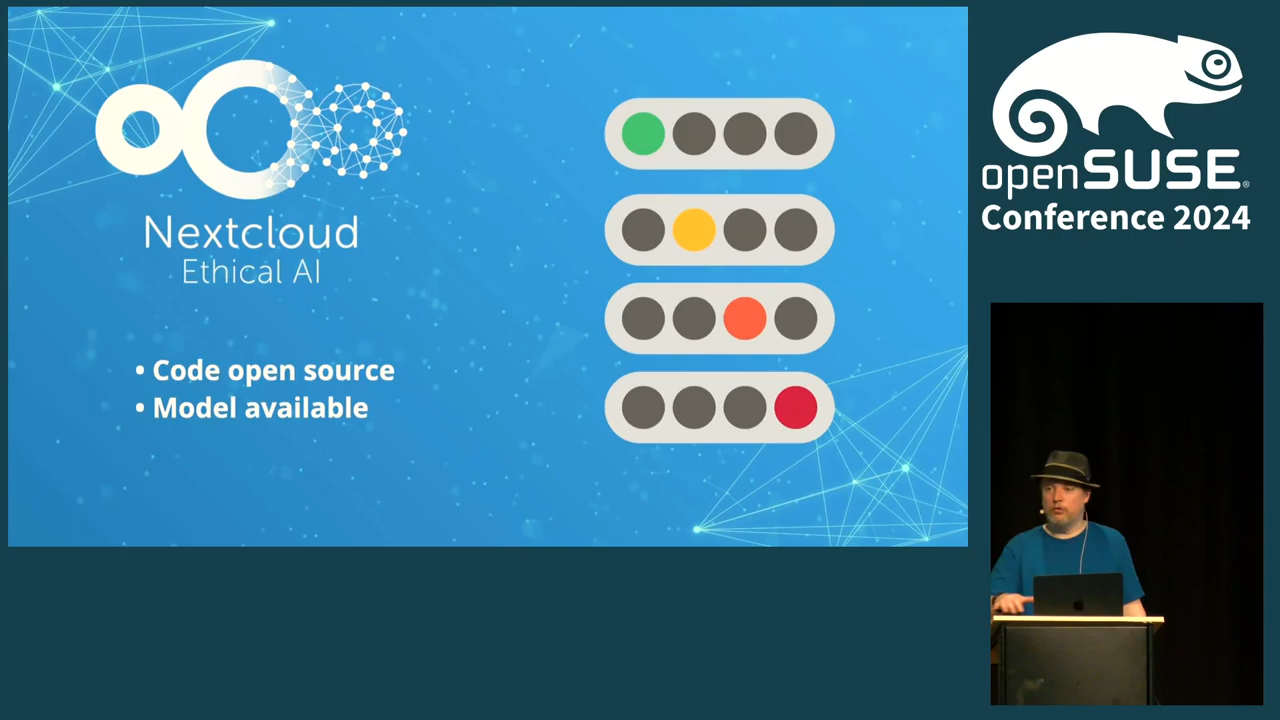 Nextcloud
Ethical AI
• Code open source
• Model available
openSUSE®
Conference 2024